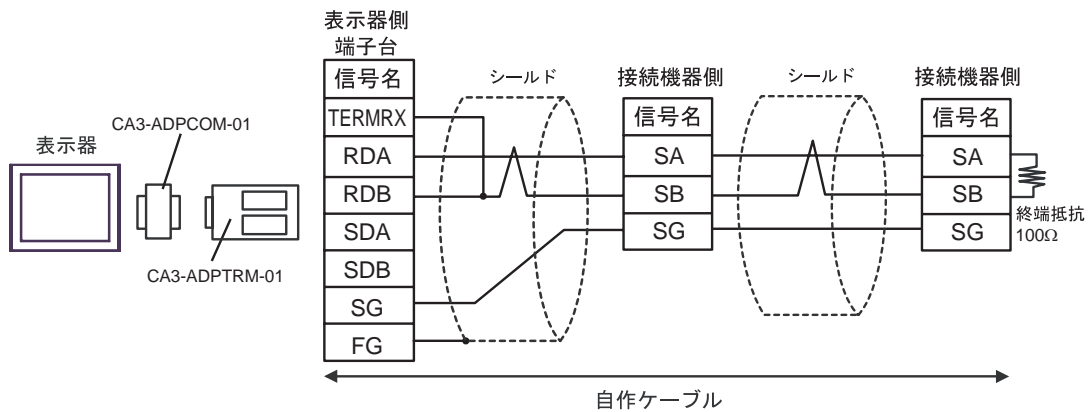 表示器側
端子台
信号名
TERMRX
RDA
RDB
SDA
SDB
SG
FG
表示器
CA3-ADPCOM-01
CA3-ADPTRM-01
シールド
接続機器側
信号名
SA
SB
SG
シールド
接続機器側
信号名
SA
SB
SG
終端抵抗
100Ω
自作ケーブル